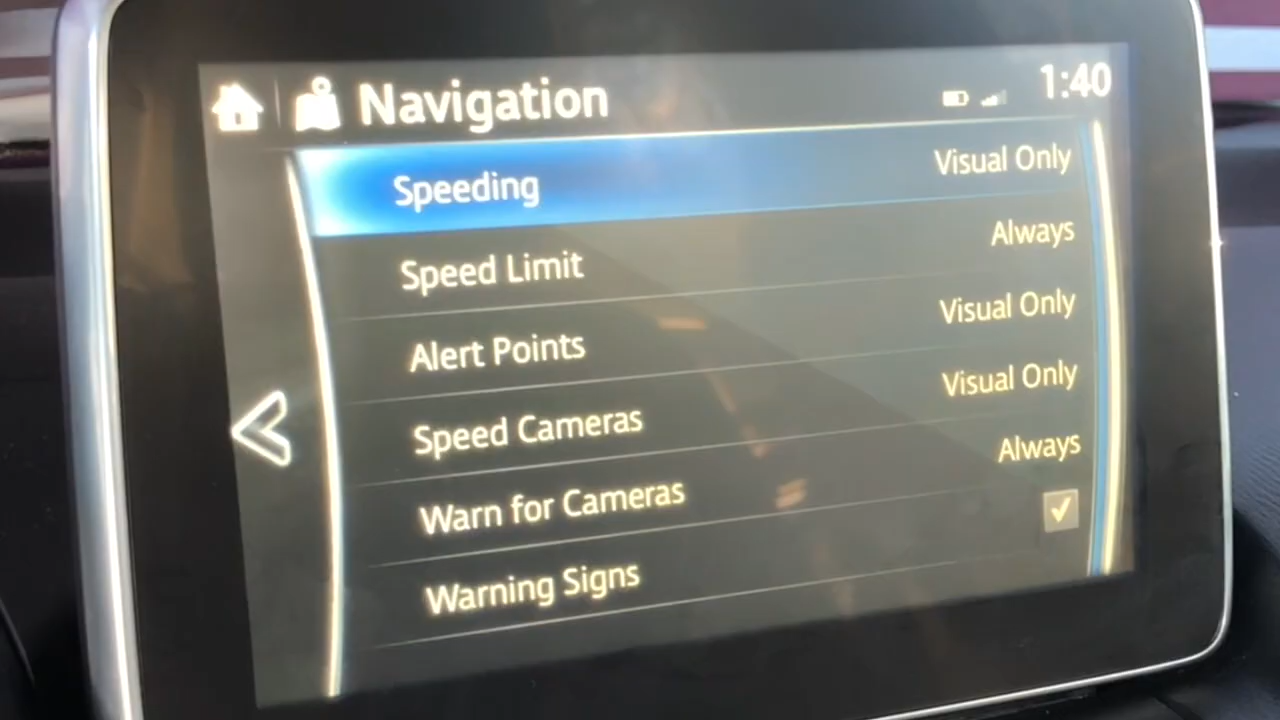 Navigation 1:40
Speeding Visual Only
Speed Limit Always
Alert Points Visual Only
Speed Cameras Visual Only
Warn for Cameras Always
Warning Signs